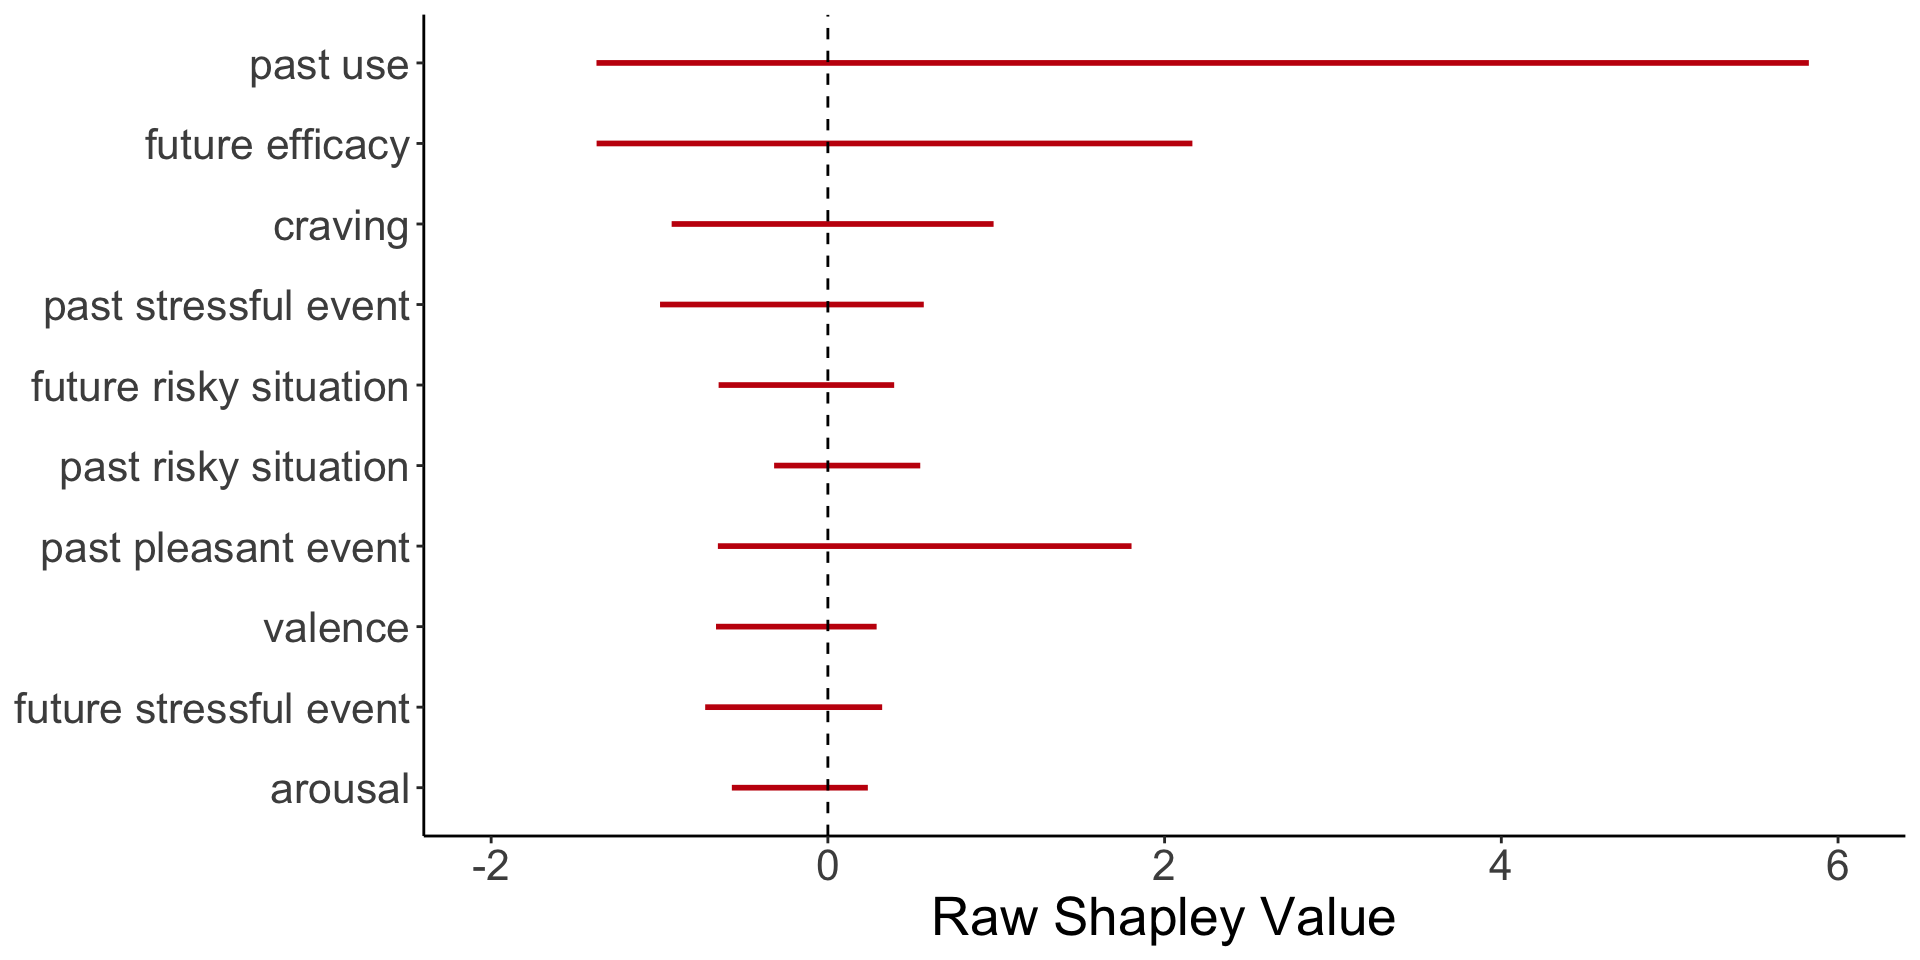 past use
future efficacy
craving
past stressful event
future risky situation
past risky situation
past pleasant event
valence
future stressful event
arousal
-2 0 2 4 6
Raw Shapley Value